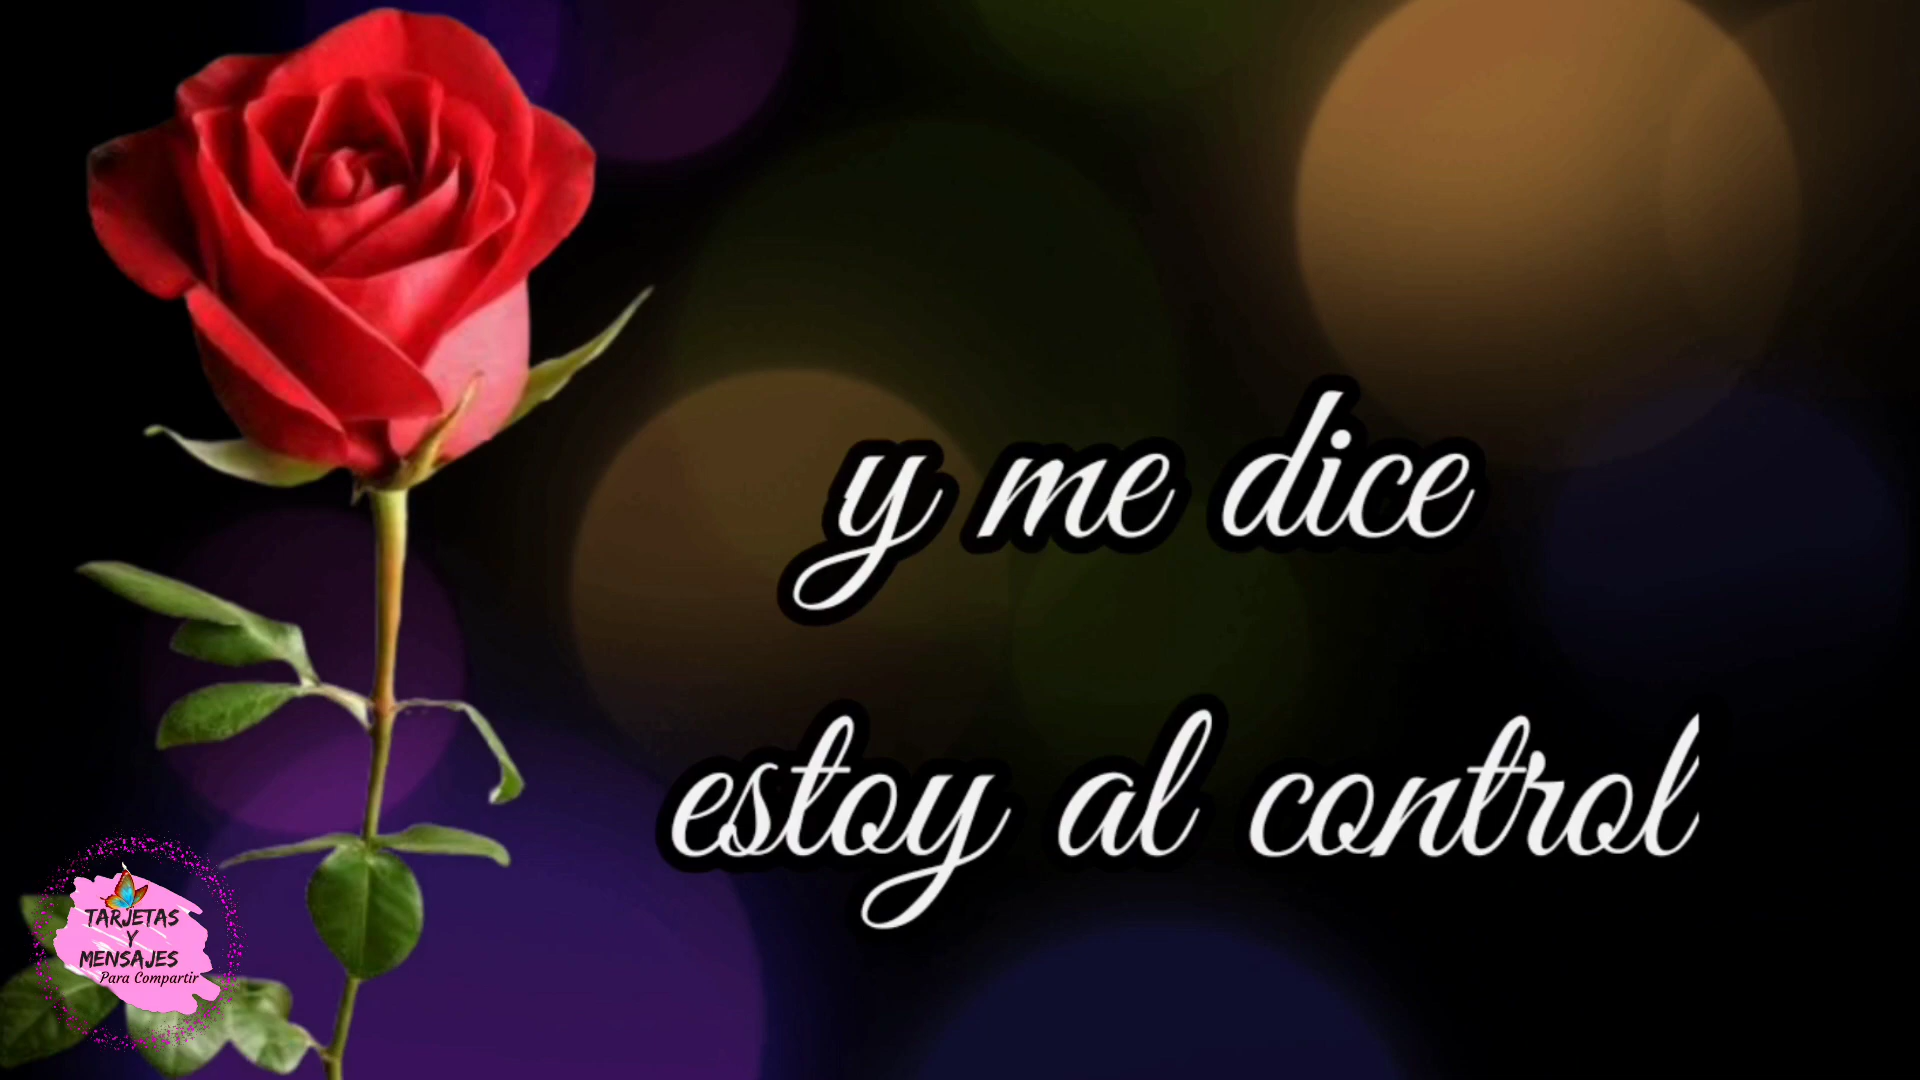 y me dice
estoy al control
TARJETAS
Y
MENSAJES
Para Compartir